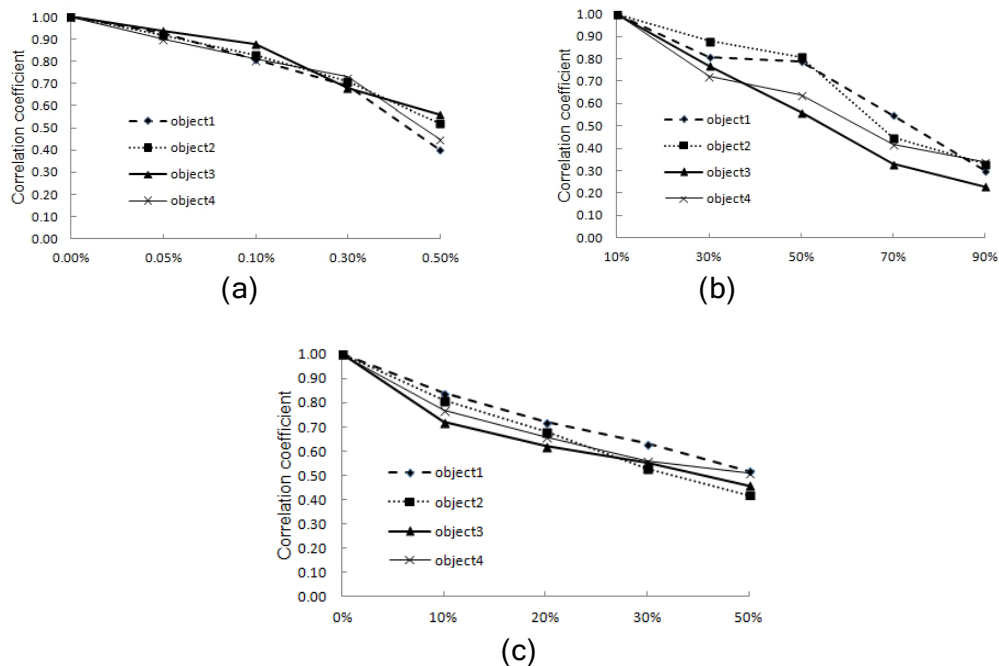 1.00
0.90
0.80
0.70
0.60
0.50
0.40
0.30
0.20
0.10
0.00
Correlation coefficient
object1
object2
object3
object4
0.00% 0.05% 0.10% 0.30% 0.50%
(a)
1.00
0.90
0.80
0.70
0.60
0.50
0.40
0.30
0.20
0.10
0.00
Correlation coefficient
object1
object2
object3
object4
10% 30% 50% 70% 90%
(b)
1.00
0.90
0.80
0.70
0.60
0.50
0.40
0.30
0.20
0.10
0.00
Correlation coefficient
object1
object2
object3
object4
0% 10% 20% 30% 50%
(c)